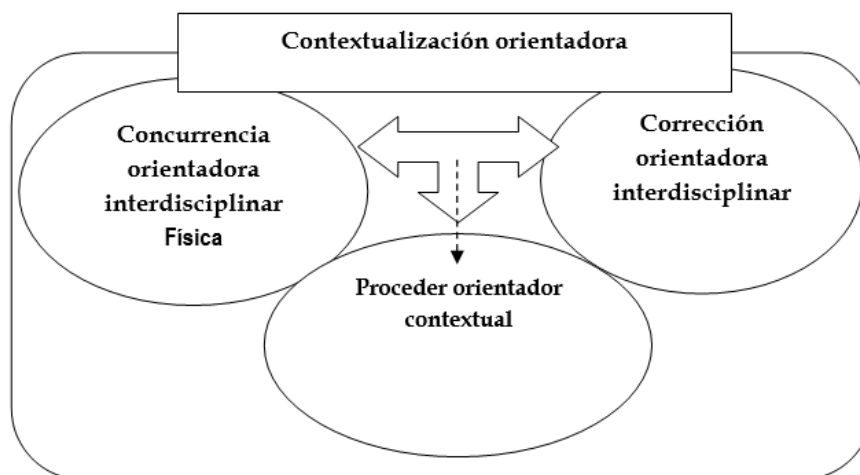 Contextualización orientadora
Concurrencia
orientadora
interdisciplinar
Física
Corrección
orientadora
interdisciplinar
Proceder orientador
contextual